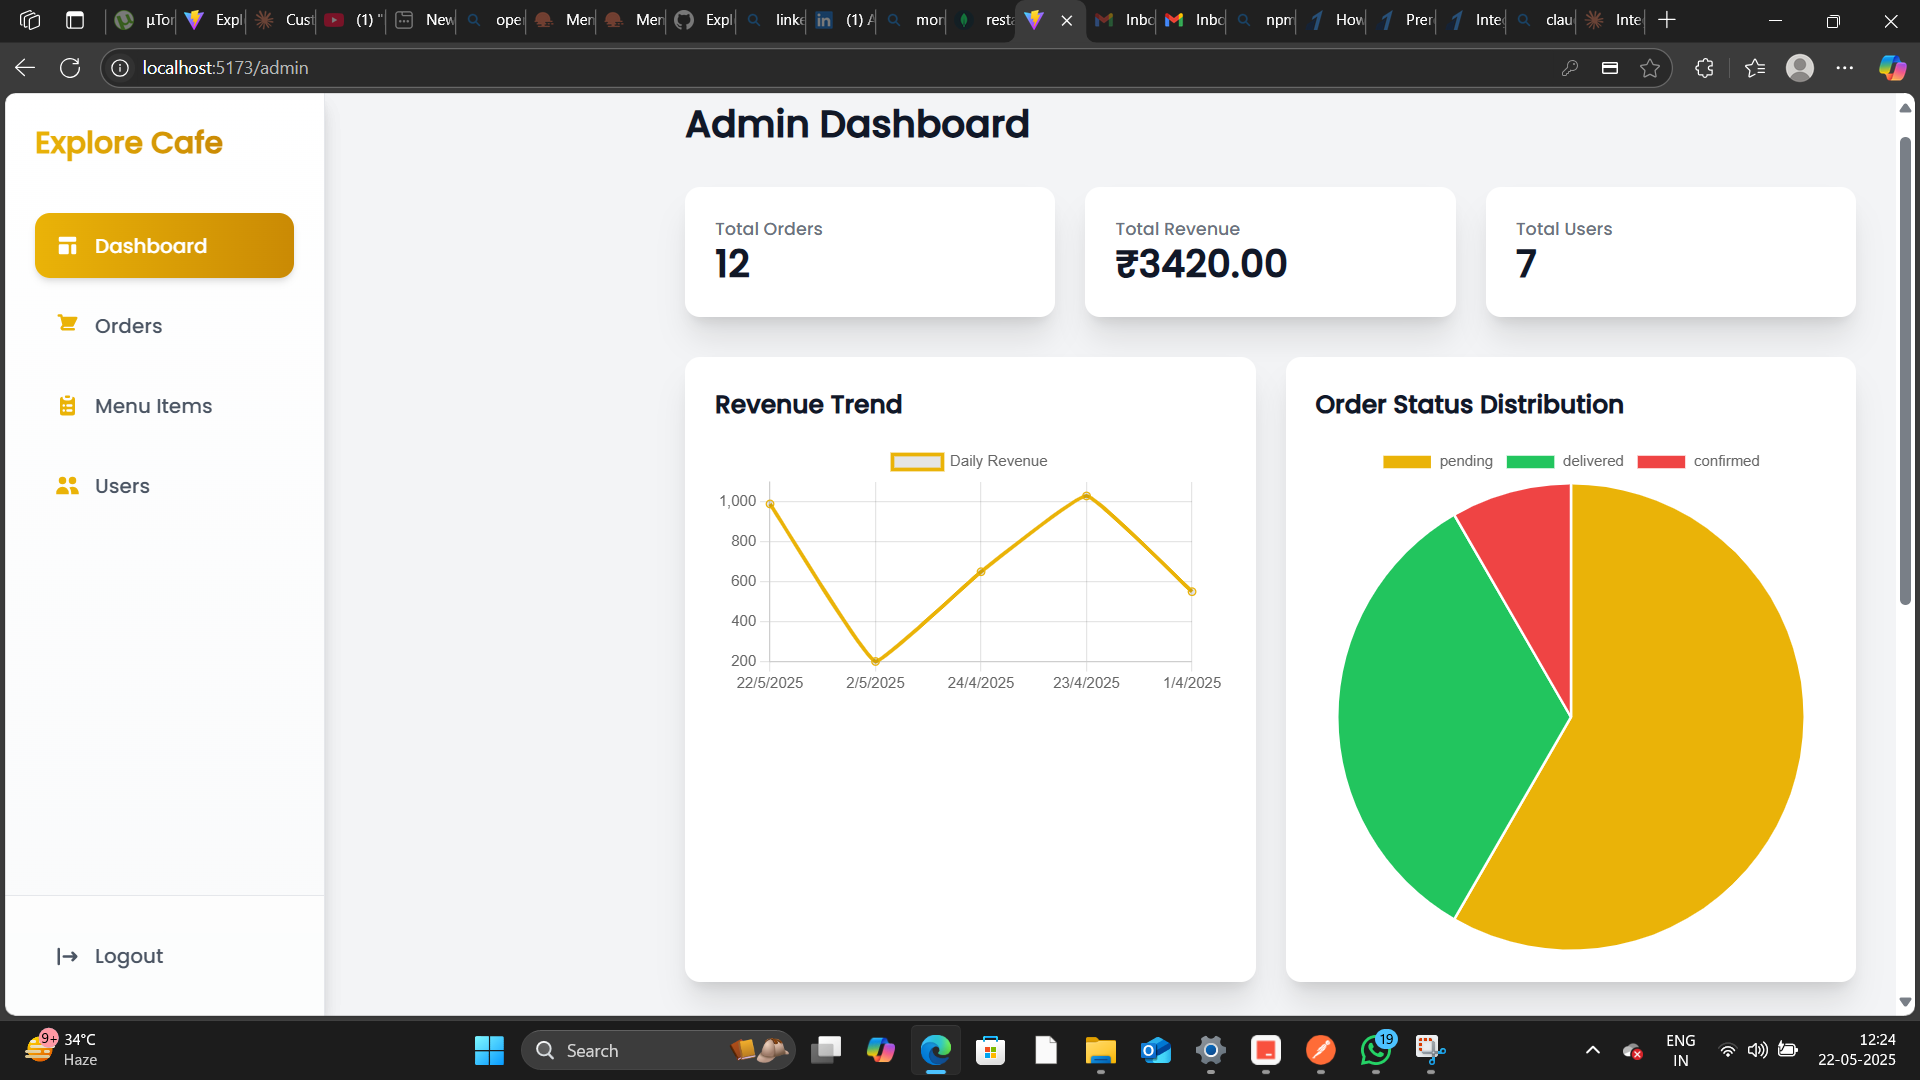 µTor
Expl
Cust
(1) "
New
ope
Mer
Mer
Expl
linke
(1) A
mor
resta
Inbo
Inbo
npm
How
Prer
Inte
clau
Inte
localhost:5173/admin
Explore Cafe
Dashboard
Orders
Menu Items
Users
Logout
Admin Dashboard
Total Orders
12
Total Revenue
₹3420.00
Total Users
7
Revenue Trend
Daily Revenue
1,000
800
600
400
200
22/5/2025 2/5/2025 24/4/2025 23/4/2025 1/4/2025
Order Status Distribution
pending delivered confirmed
9+
34°C
Haze
Search
19
ENG
IN
12:24
22-05-2025